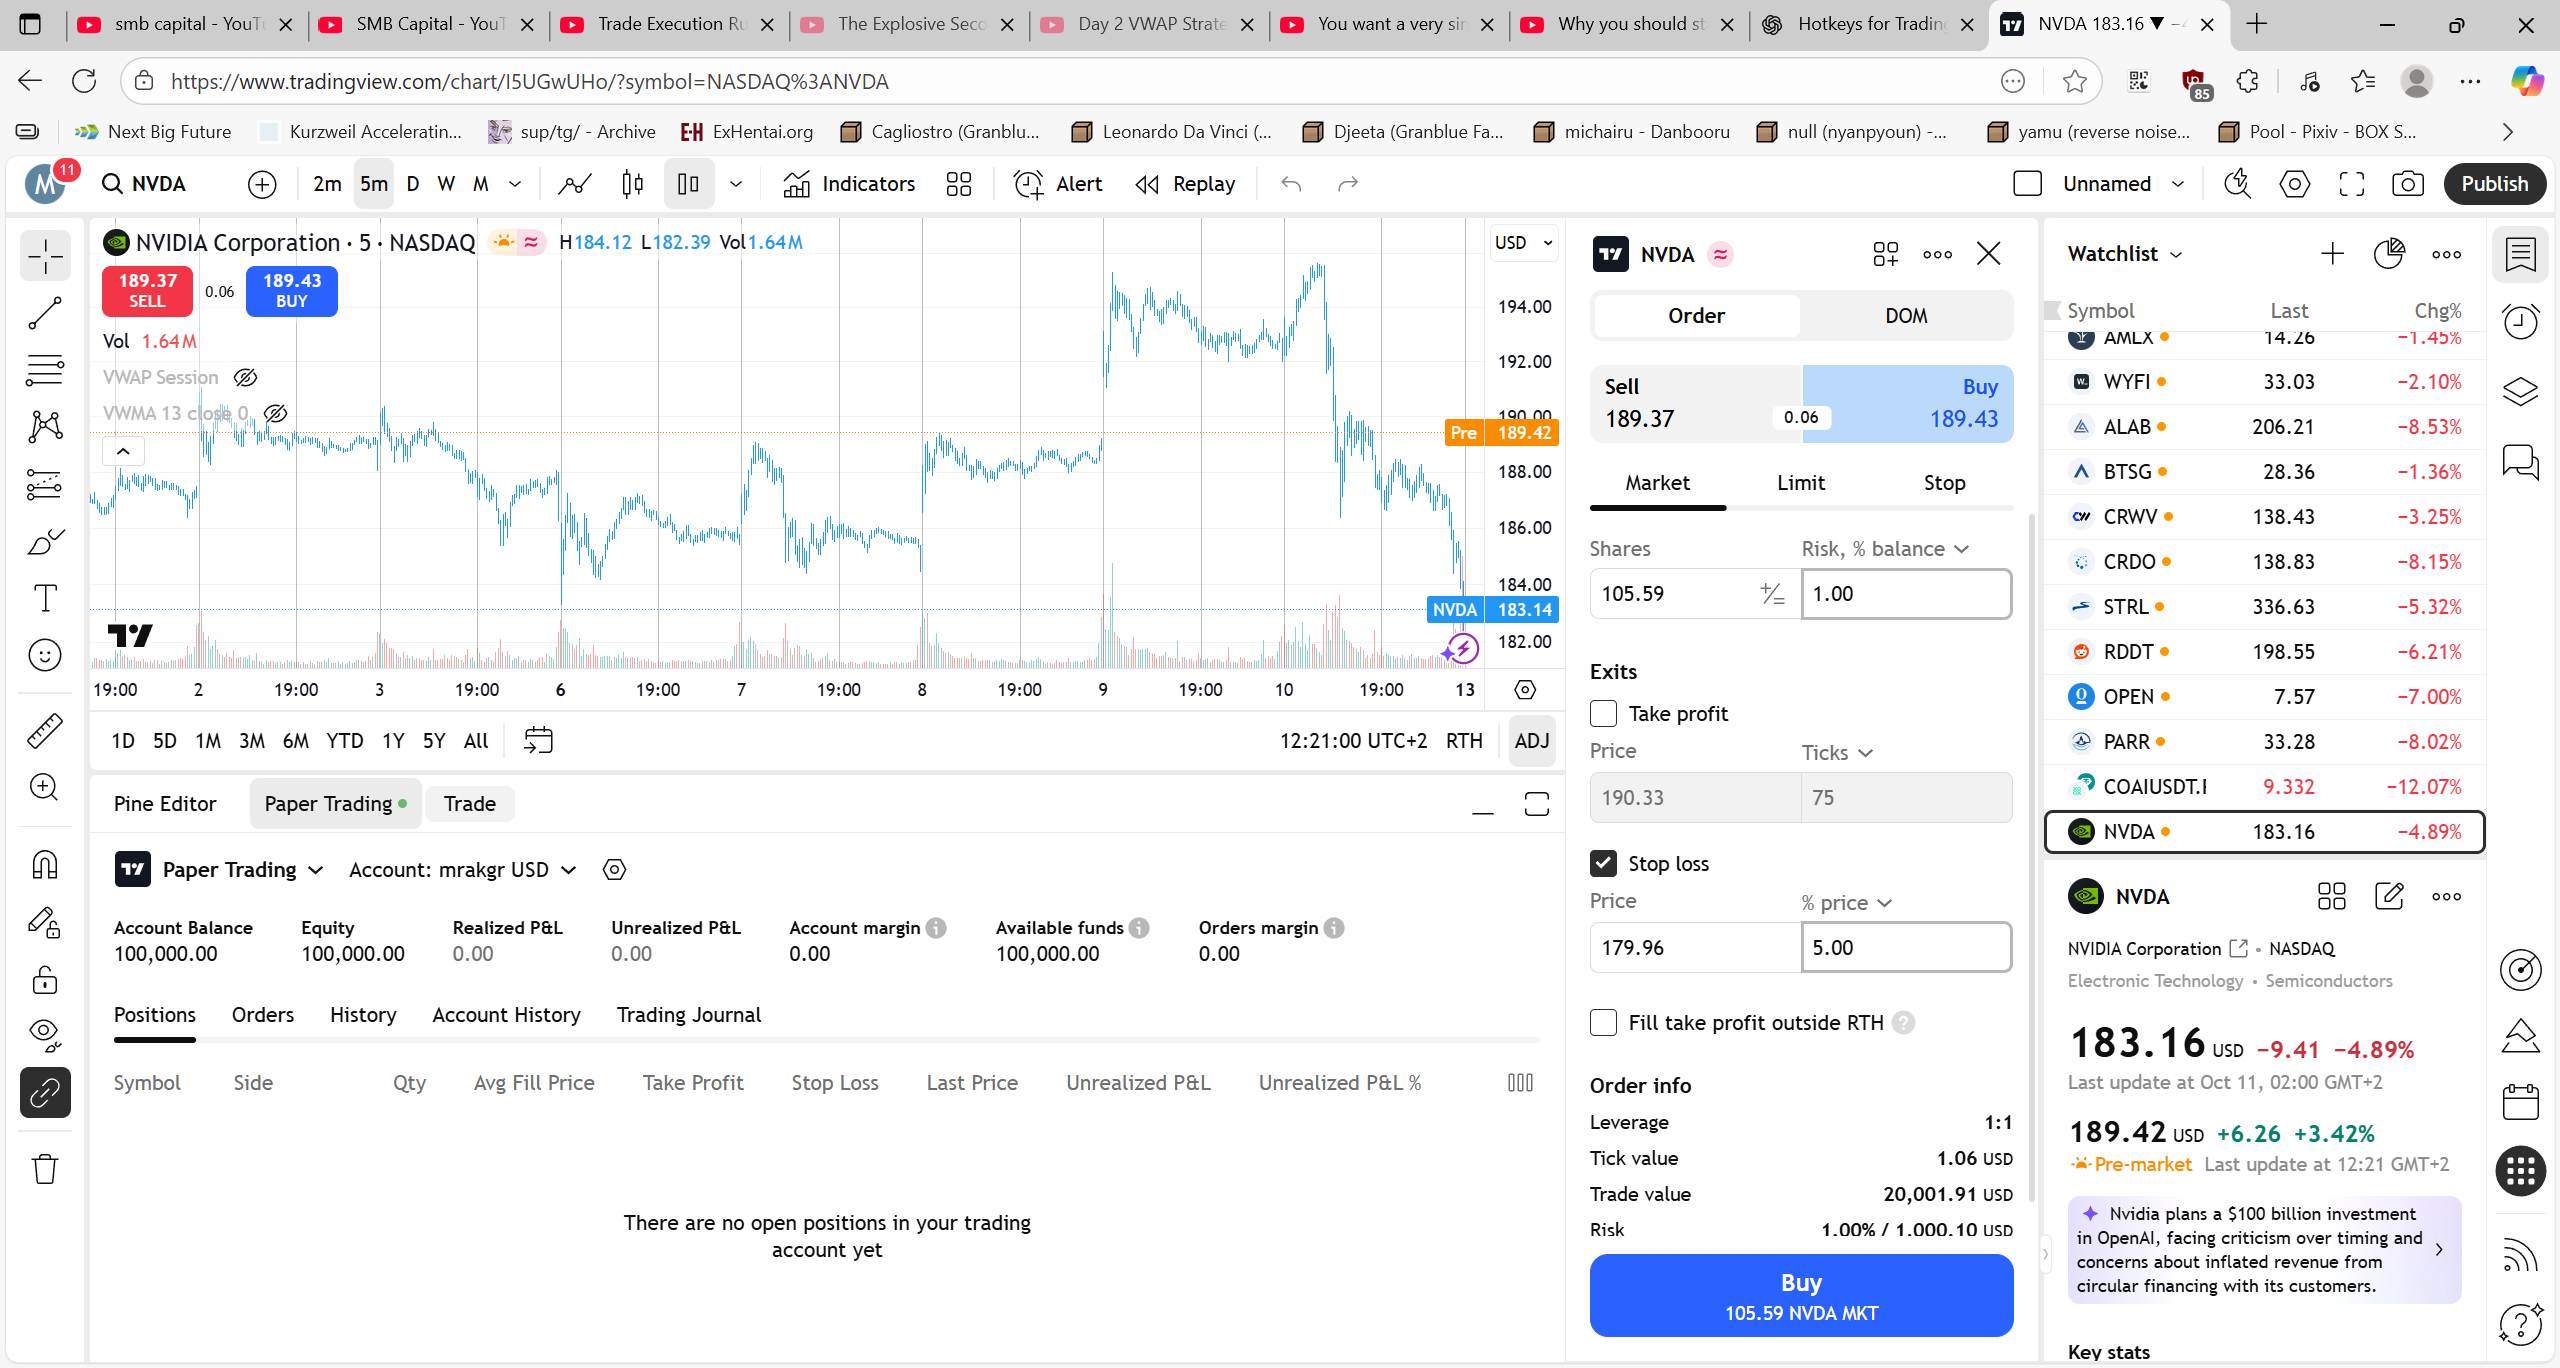 smb capital - YouTu
SMB Capital - YouT
Trade Execution Ru
The Explosive Seco
Day 2 VWAP Strate
You want a very sim
Why you should st
Hotkeys for Trading
NVDA 183.16 ▼ −4
https://www.tradingview.com/chart/I5UGwUHo/?symbol=NASDAQ%3ANVDA
85
Next Big Future
Kurzweil Acceleratin...
sup/tg/ - Archive
ExHentai.org
Cagliostro (Granblu...
Leonardo Da Vinci (...
Djeeta (Granblue Fa...
michairu - Danbooru
null (nyanpyoun) -...
yamu (reverse noise...
Pool - Pixiv - BOX S...
M 11
NVDA
2m 5m D W M
Indicators
Alert
Replay
Unnamed
Publish
NVIDIA Corporation · 5 · NASDAQ
H184.12 L182.39 Vol1.64M
189.37 SELL
0.06
189.43 BUY
Vol 1.64M
VWAP Session
VWMA 13 close 0
USD
194.00
192.00
190.00
Pre 189.42
188.00
186.00
184.00
NVDA 183.14
182.00
19:00 2 19:00 3 19:00 6 19:00 7 19:00 8 19:00 9 19:00 10 19:00 13
1D 5D 1M 3M 6M YTD 1Y 5Y All
12:21:00 UTC+2 RTH ADJ
Pine Editor
Paper Trading
Trade
Paper Trading
Account: mrakgr USD
Account Balance
100,000.00
Equity
100,000.00
Realized P&L
0.00
Unrealized P&L
0.00
Account margin
0.00
Available funds
100,000.00
Orders margin
0.00
Positions Orders History Account History Trading Journal
Symbol Side Qty Avg Fill Price Take Profit Stop Loss Last Price Unrealized P&L Unrealized P&L %
There are no open positions in your trading
account yet
NVDA
Order DOM
Sell
189.37
0.06
Buy
189.43
Market Limit Stop
Shares Risk, % balance
105.59 1.00
Exits
Take profit
Price Ticks
190.33 75
Stop loss
Price % price
179.96 5.00
Fill take profit outside RTH
Order info
Leverage 1:1
Tick value 1.06 USD
Trade value 20,001.91 USD
Risk 1.00% / 1,000.10 USD
Buy
105.59 NVDA MKT
Watchlist
Symbol Last Chg%
AMLX 14.26 −1.45%
WYFI 33.03 −2.10%
ALAB 206.21 −8.53%
BTSG 28.36 −1.36%
CRWV 138.43 −3.25%
CRDO 138.83 −8.15%
STRL 336.63 −5.32%
RDDT 198.55 −6.21%
OPEN 7.57 −7.00%
PARR 33.28 −8.02%
COAIUSDT.I 9.332 −12.07%
NVDA 183.16 −4.89%
NVDA
NVIDIA Corporation • NASDAQ
Electronic Technology • Semiconductors
183.16 USD −9.41 −4.89%
Last update at Oct 11, 02:00 GMT+2
189.42 USD +6.26 +3.42%
Pre-market Last update at 12:21 GMT+2
Nvidia plans a $100 billion investment
in OpenAI, facing criticism over timing and
concerns about inflated revenue from
circular financing with its customers.
Key stats